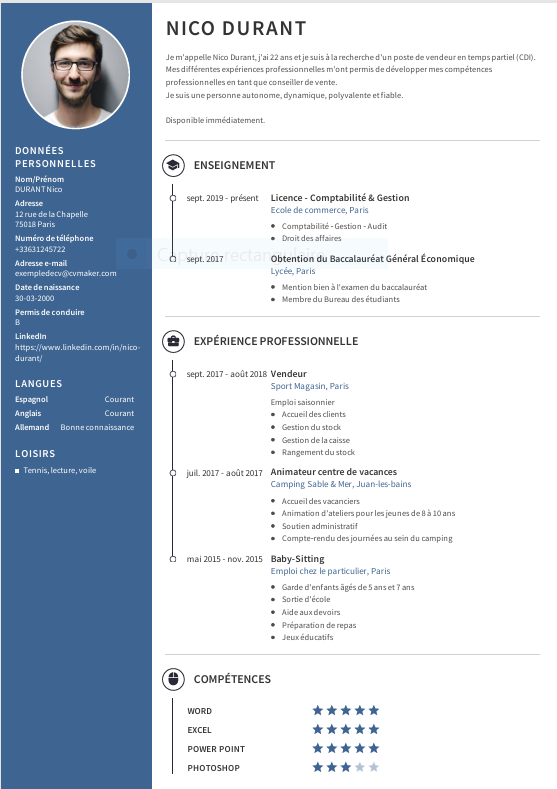 NICO DURANT
Je m'appelle Nico Durant, j'ai 22 ans et je suis à la recherche d'un poste de vendeur en temps partiel (CDI).
Mes différentes expériences professionnelles m'ont permis de développer mes compétences
professionnelles en tant que conseiller de vente.
Je suis une personne autonome, dynamique, polyvalente et fiable.
Disponible immédiatement.
DONNÉES
PERSONNELLES
Nom/Prénom
DURANT Nico
Adresse
12 rue de la Chapelle
75018 Paris
Numéro de téléphone
+33631245722
Adresse e-mail
exempledecv@cvmaker.com
Date de naissance
30-03-2000
Permis de conduire
B
LinkedIn
https://www.linkedin.com/in/nico-
durant/
LANGUES
Espagnol Courant
Anglais Courant
Allemand Bonne connaissance
LOISIRS
Tennis, lecture, voile
ENSEIGNEMENT
sept. 2019 - présent Licence - Comptabilité & Gestion
Ecole de commerce, Paris
Comptabilité - Gestion - Audit
Droit des affaires
Capture rectangulaire
sept. 2017 Obtention du Baccalauréat Général Économique
Lycée, Paris
Mention bien à l'examen du baccalauréat
Membre du Bureau des étudiants
EXPÉRIENCE PROFESSIONNELLE
sept. 2017 - août 2018 Vendeur
Sport Magasin, Paris
Emploi saisonnier
Accueil des clients
Gestion du stock
Gestion de la caisse
Rangement du stock
juil. 2017 - août 2017 Animateur centre de vacances
Camping Sable & Mer, Juan-les-bains
Accueil des vacanciers
Animation d'ateliers pour les jeunes de 8 à 10 ans
Soutien administratif
Compte-rendu des journées au sein du camping
mai 2015 - nov. 2015 Baby-Sitting
Emploi chez le particulier, Paris
Garde d'enfants âgés de 5 ans et 7 ans
Sortie d'école
Aide aux devoirs
Préparation de repas
Jeux éducatifs
COMPÉTENCES
WORD
EXCEL
POWER POINT
PHOTOSHOP